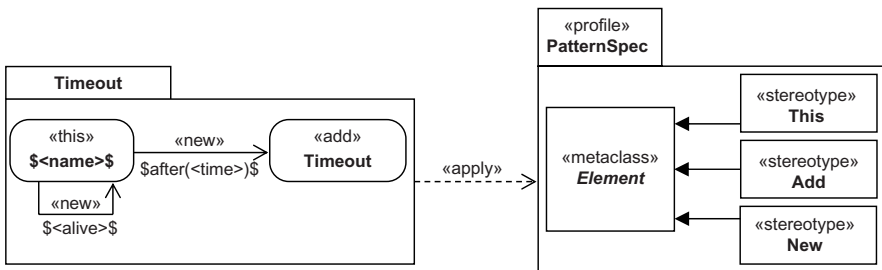 Timeout
«this»
$<name>$
«new»
$after(<time>)$
«add»
Timeout
«new»
$<alive>$
«apply»
«profile»
PatternSpec
«metaclass»
Element
«stereotype»
This
«stereotype»
Add
«stereotype»
New